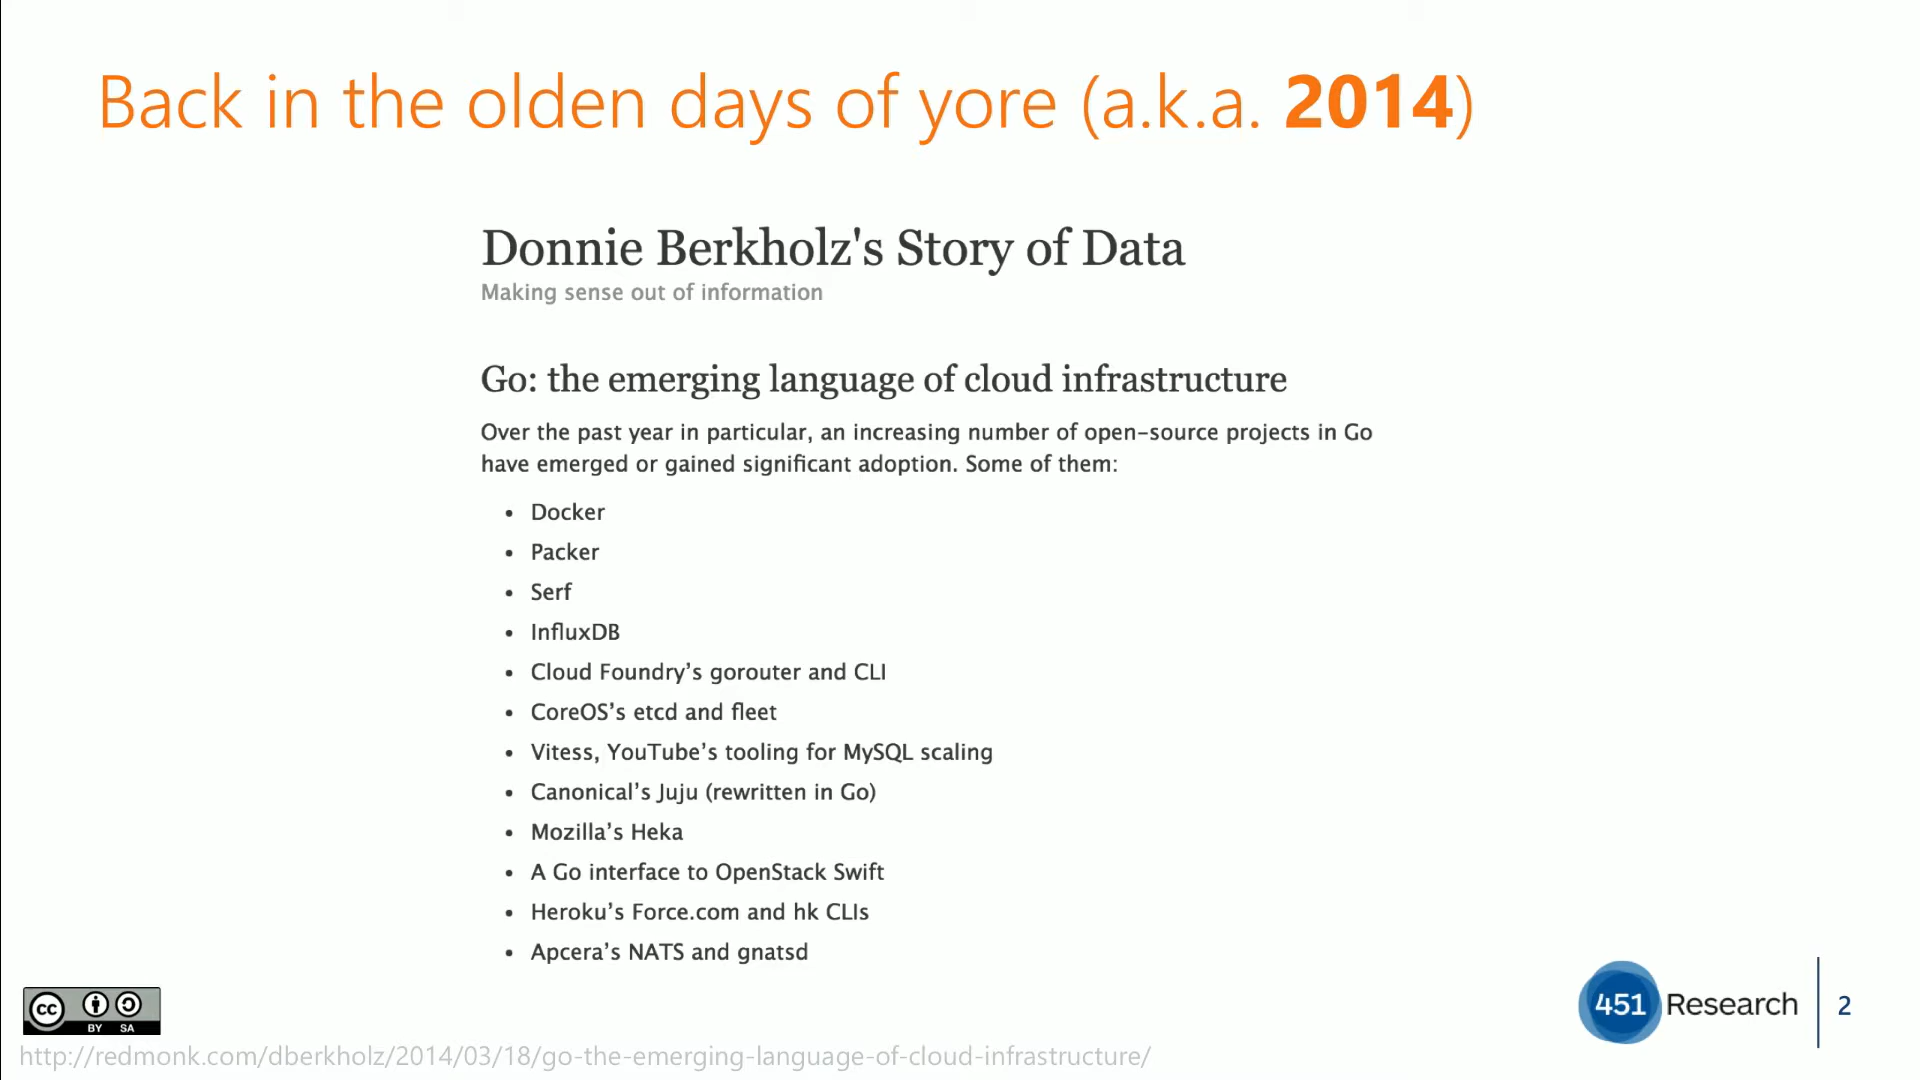 Back in the olden days of yore (a.k.a. 2014)
Donnie Berkholz's Story of Data
Making sense out of information
Go: the emerging language of cloud infrastructure
Over the past year in particular, an increasing number of open-source projects in Go
have emerged or gained significant adoption. Some of them:
• Docker
• Packer
• Serf
• InfluxDB
• Cloud Foundry’s gorouter and CLI
• CoreOS’s etcd and fleet
• Vitess, YouTube’s tooling for MySQL scaling
• Canonical’s Juju (rewritten in Go)
• Mozilla’s Heka
• A Go interface to OpenStack Swift
• Heroku’s Force.com and hk CLIs
• Apcera’s NATS and gnatsd
cc
BY SA
451 Research
2
http://redmonk.com/dberkholz/2014/03/18/go-the-emerging-language-of-cloud-infrastructure/